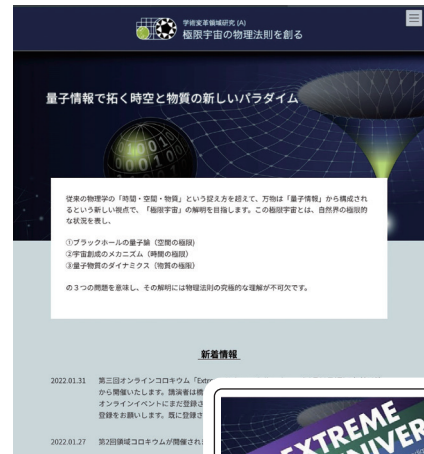 学術変革領域研究 (A)
極限宇宙の物理法則を創る
量子情報で拓く時空と物質の新しいパラダイム
従来の物理学の「時間・空間・物質」という捉え方を超えて、万物は「量子情報」から構成され
るという新しい視点で、「極限宇宙」の解明を目指します。この極限宇宙とは、自然界の極限的
な状況を表し、
①ブラックホールの量子論（空間の極限)
②宇宙創成のメカニズム（時間の極限）
③量子物質のダイナミクス（物質の極限）
の３つの問題を意味し、その解明には物理法則の究極的な理解が不可欠です。
新着情報
2022.01.31 第三回オンラインコロキウム「Extr
から開催いたします。講演者は
オンラインイベントにまだ登録さ
登録をお願いします。既に登録さ
2022.01.27 第2回領域コロキウムが開催され
EXTREME
NIVER